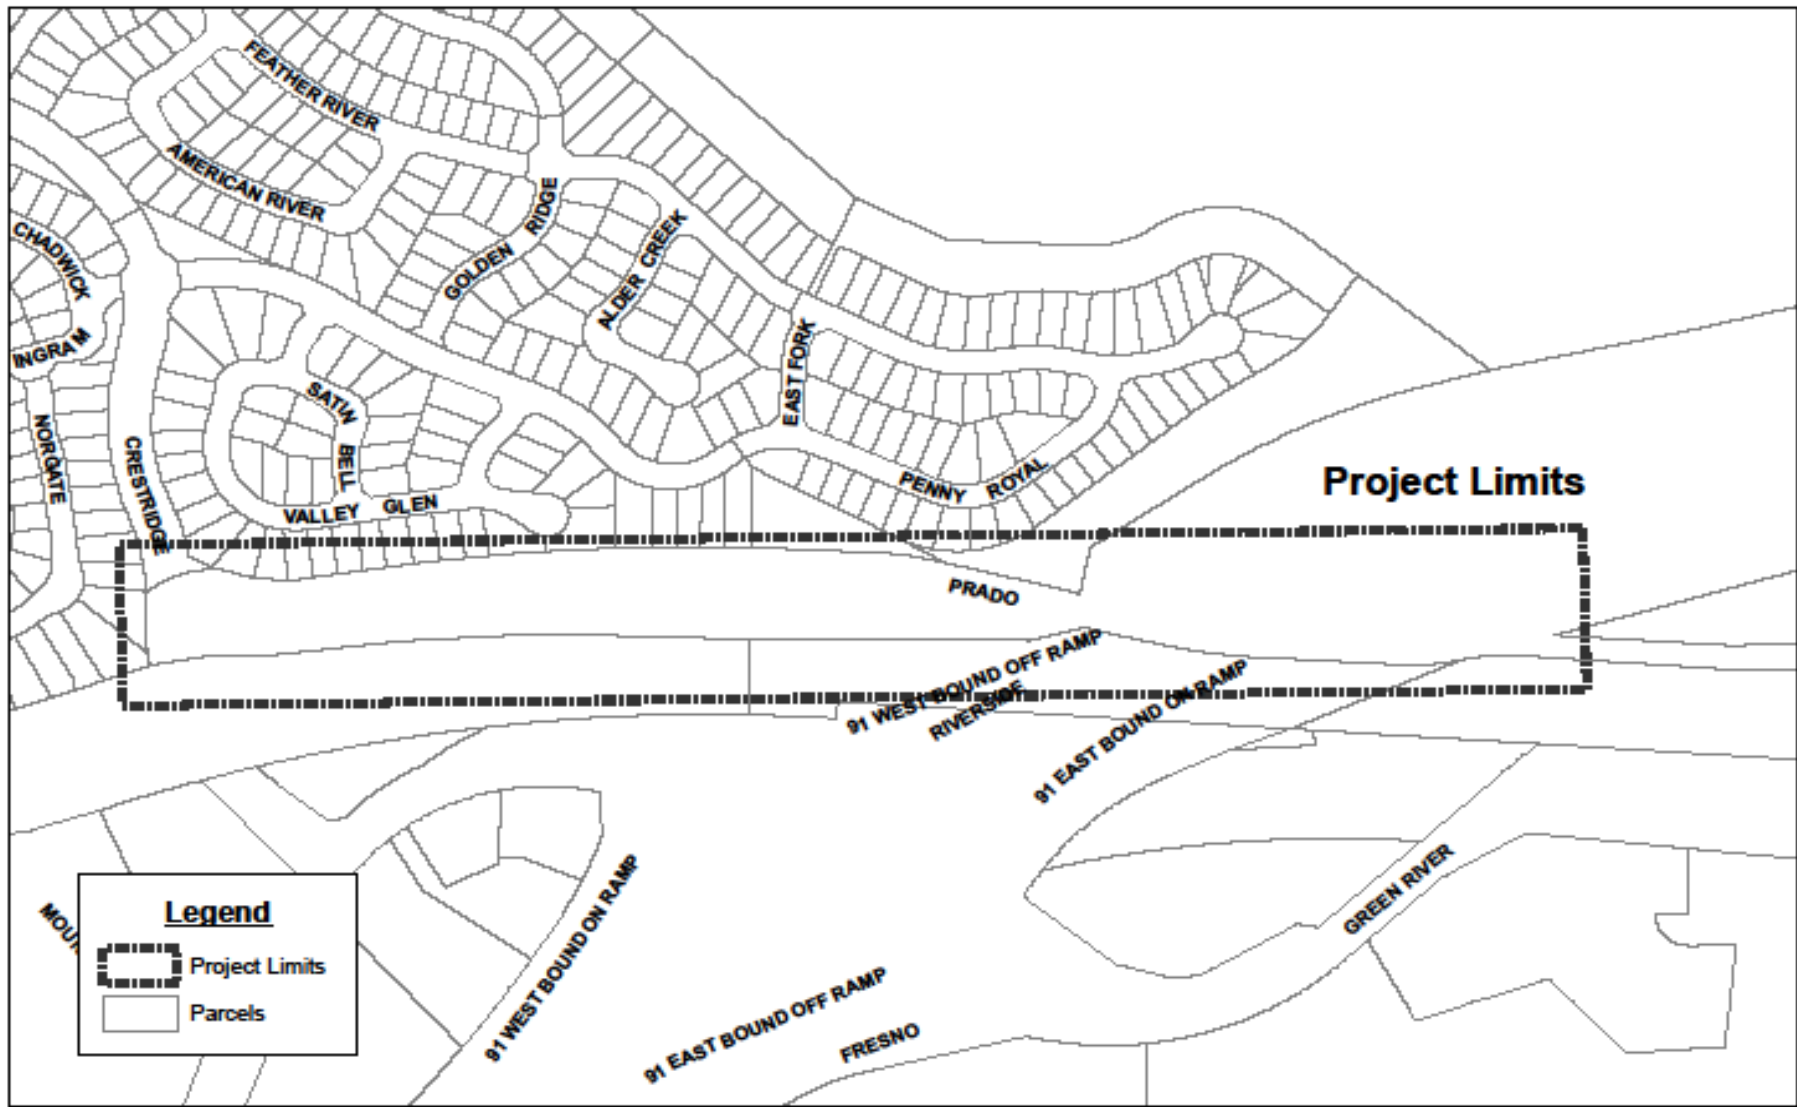 FEATHER RIVER
AMERICAN RIVER
GOLDEN RIDGE
ALDER CREEK
CHADWICK
INGRAM
EAST FORK
SATIN BELL
NORGATE
CRESTRIDGE
VALLEY GLEN
PENNY ROYAL
Project Limits
PRADO
91 WEST BOUND OFF RAMP
RIVERSIDE
91 EAST BOUND ON RAMP
GREEN RIVER
91 WEST BOUND ON RAMP
91 EAST BOUND OFF RAMP
FRESNO
Legend
Project Limits
Parcels